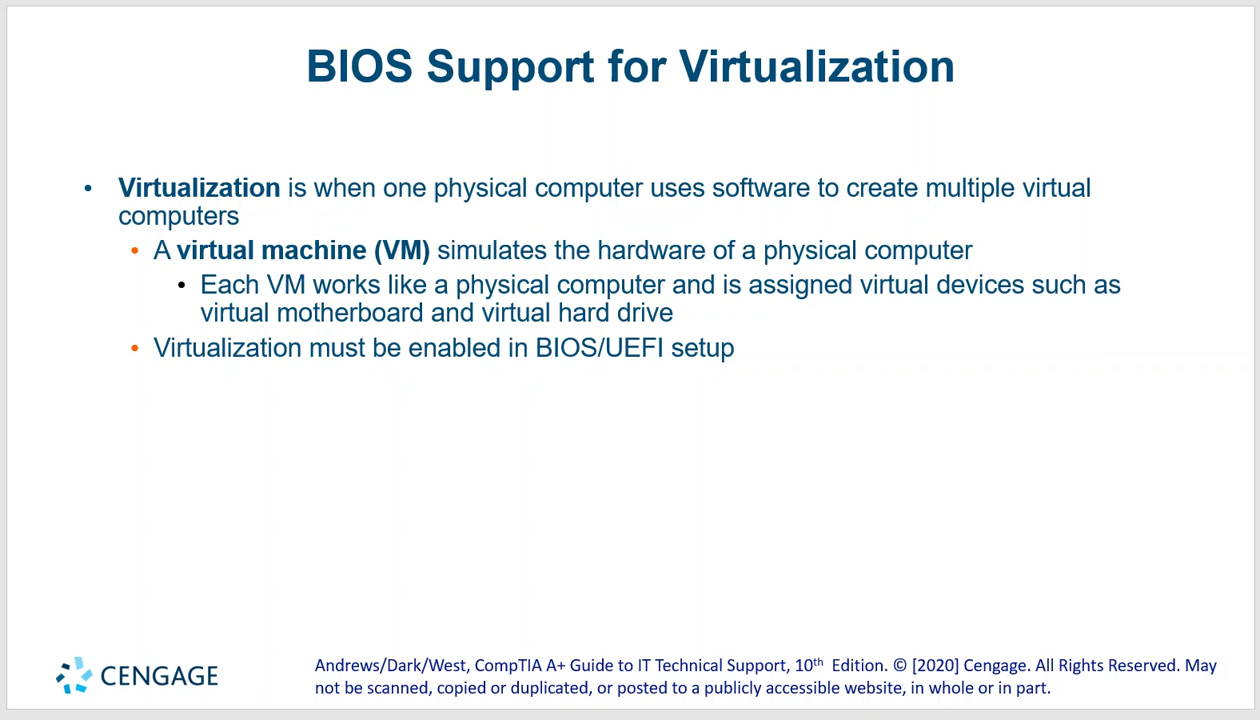 BIOS Support for Virtualization
• Virtualization is when one physical computer uses software to create multiple virtual
computers
• A virtual machine (VM) simulates the hardware of a physical computer
• Each VM works like a physical computer and is assigned virtual devices such as
virtual motherboard and virtual hard drive
• Virtualization must be enabled in BIOS/UEFI setup
CENGAGE
Andrews/Dark/West, CompTIA A+ Guide to IT Technical Support, 10th Edition. © [2020] Cengage. All Rights Reserved. May
not be scanned, copied or duplicated, or posted to a publicly accessible website, in whole or in part.